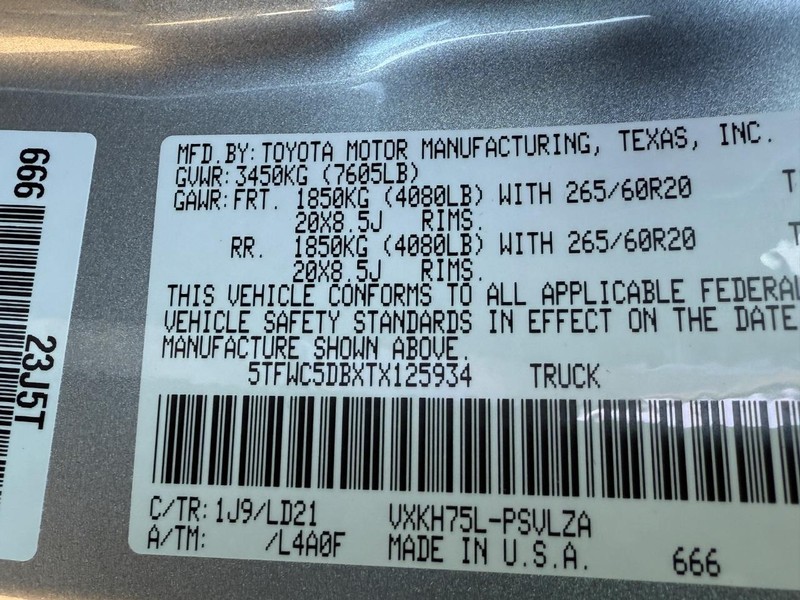 666
23J5T
MFD.BY: TOYOTA MOTOR MANUFACTURING, TEXAS, INC.
GVWR: 3450KG (7605LB)
GAWR: FRT. 1850KG (4080LB) WITH 265/60R20 T
20X8.5J RIMS.
RR. 1850KG (4080LB) WITH 265/60R20 T
20X8.5J RIMS.
THIS VEHICLE CONFORMS TO ALL APPLICABLE FEDERAL
VEHICLE SAFETY STANDARDS IN EFFECT ON THE DATE
MANUFACTURE SHOWN ABOVE.
5TFWC5DBXTX125934 TRUCK
C/TR: 1J9/LD21 VXKH75L-PSVLZA
A/TM: /L4A0F MADE IN U.S.A. 666